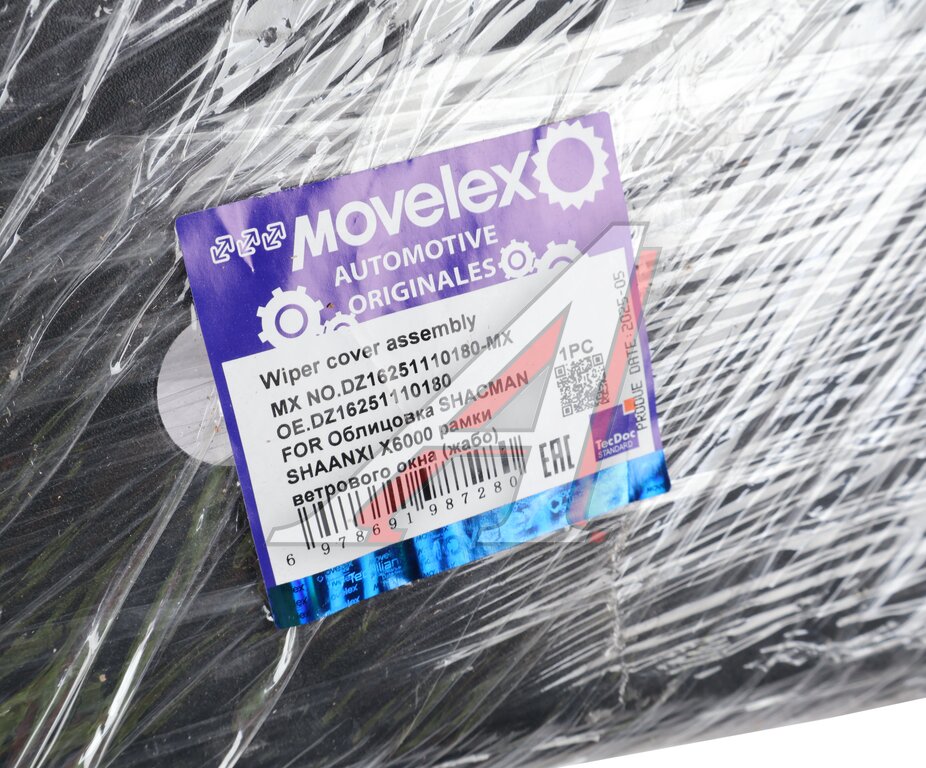 Movelex
AUTOMOTIVE
ORIGINALES
Wiper cover assembly
MX NO.DZ16251110180-MX
OE.DZ16251110180
FOR Облицовка SHACMAN
SHAANXI X6000 рамки
ветрового окна (жабо)
1PC
PRODUE DATE:2025-05
EAC
TecDoc
STANDARD
6 978691 987280